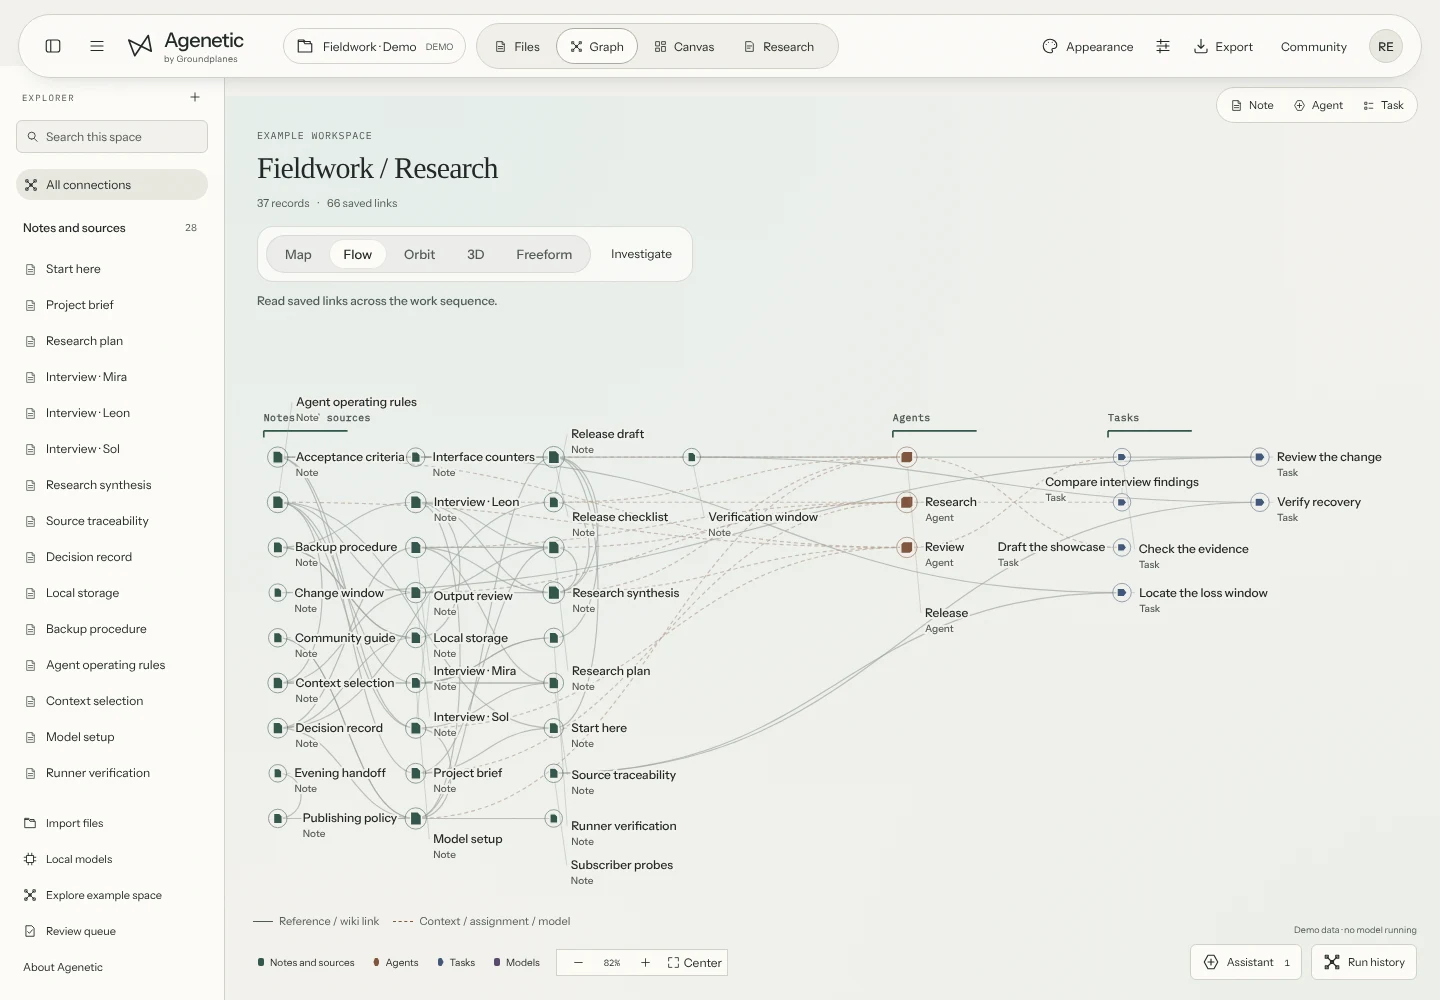 Agenetic
by Groundplanes
Fieldwork · Demo DEMO
Files
Graph
Canvas
Research
Appearance
Export
Community
RE
EXPLORER
Search this space
All connections
Notes and sources 28
Start here
Project brief
Research plan
Interview · Mira
Interview · Leon
Interview · Sol
Research synthesis
Source traceability
Decision record
Local storage
Backup procedure
Agent operating rules
Context selection
Model setup
Runner verification
Import files
Local models
Explore example space
Review queue
About Agenetic
Note
Agent
Task
EXAMPLE WORKSPACE
Fieldwork / Research
37 records · 66 saved links
Map
Flow
Orbit
3D
Freeform
Investigate
Read saved links across the work sequence.
Agent operating rules
Note
Notes sources
Agents
Tasks
Release draft
Note
Acceptance criteria
Note
Interface counters
Note
Review the change
Task
Compare interview findings
Task
Interview · Leon
Note
Release checklist
Note
Verification window
Note
Research
Agent
Verify recovery
Task
Backup procedure
Note
Review
Agent
Draft the showcase
Task
Check the evidence
Task
Change window
Note
Output review
Note
Research synthesis
Note
Locate the loss window
Task
Release
Agent
Community guide
Note
Local storage
Note
Interview · Mira
Note
Research plan
Note
Context selection
Note
Interview · Sol
Note
Decision record
Note
Start here
Note
Evening handoff
Note
Project brief
Note
Source traceability
Note
Publishing policy
Note
Model setup
Note
Runner verification
Note
Subscriber probes
Note
Reference / wiki link
Context / assignment / model
Notes and sources
Agents
Tasks
Models
− 82% + Center
Demo data · no model running
Assistant 1
Run history